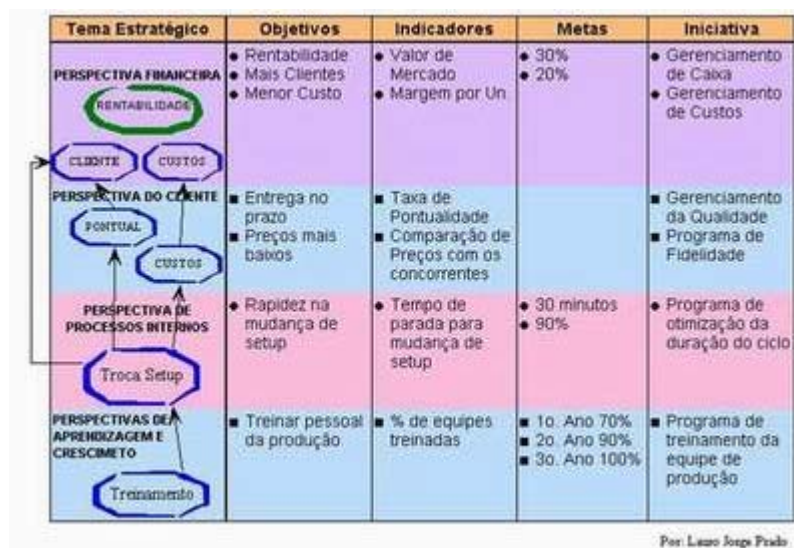 Tema Estratégico
Objetivos
Indicadores
Metas
Iniciativa
PERSPECTIVA FINANCEIRA
RENTABILIDADE
CLIENTE
CUSTOS
Rentabilidade
Mais Clientes
Menor Custo
Valor de
Mercado
Margem por Un.
30%
20%
Gerenciamento
de Caixa
Gerenciamento
de Custos
PERSPECTIVA DO CLIENTE
PONTUAL
CUSTOS
Entrega no
prazo
Preços mais
baixos
Taxa de
Pontualidade
Comparação de
Preços com os
concorrentes
Gerenciamento
da Qualidade
Programa de
Fidelidade
PERSPECTIVA DE
PROCESSOS INTERNOS
Troca Setup
Rapidez na
mudança de
setup
Tempo de
parada para
mudança de
setup
30 minutos
90%
Programa de
otimização da
duração do ciclo
PERSPECTIVAS DE
APRENDIZAGEM E
CRESCIMETO
Treinamento
Treinar pessoal
da produção
% de equipes
treinadas
1o. Ano 70%
2o. Ano 90%
3o. Ano 100%
Programa de
treinamento da
equipe de
produção
Por: Lauro Jorge Prado